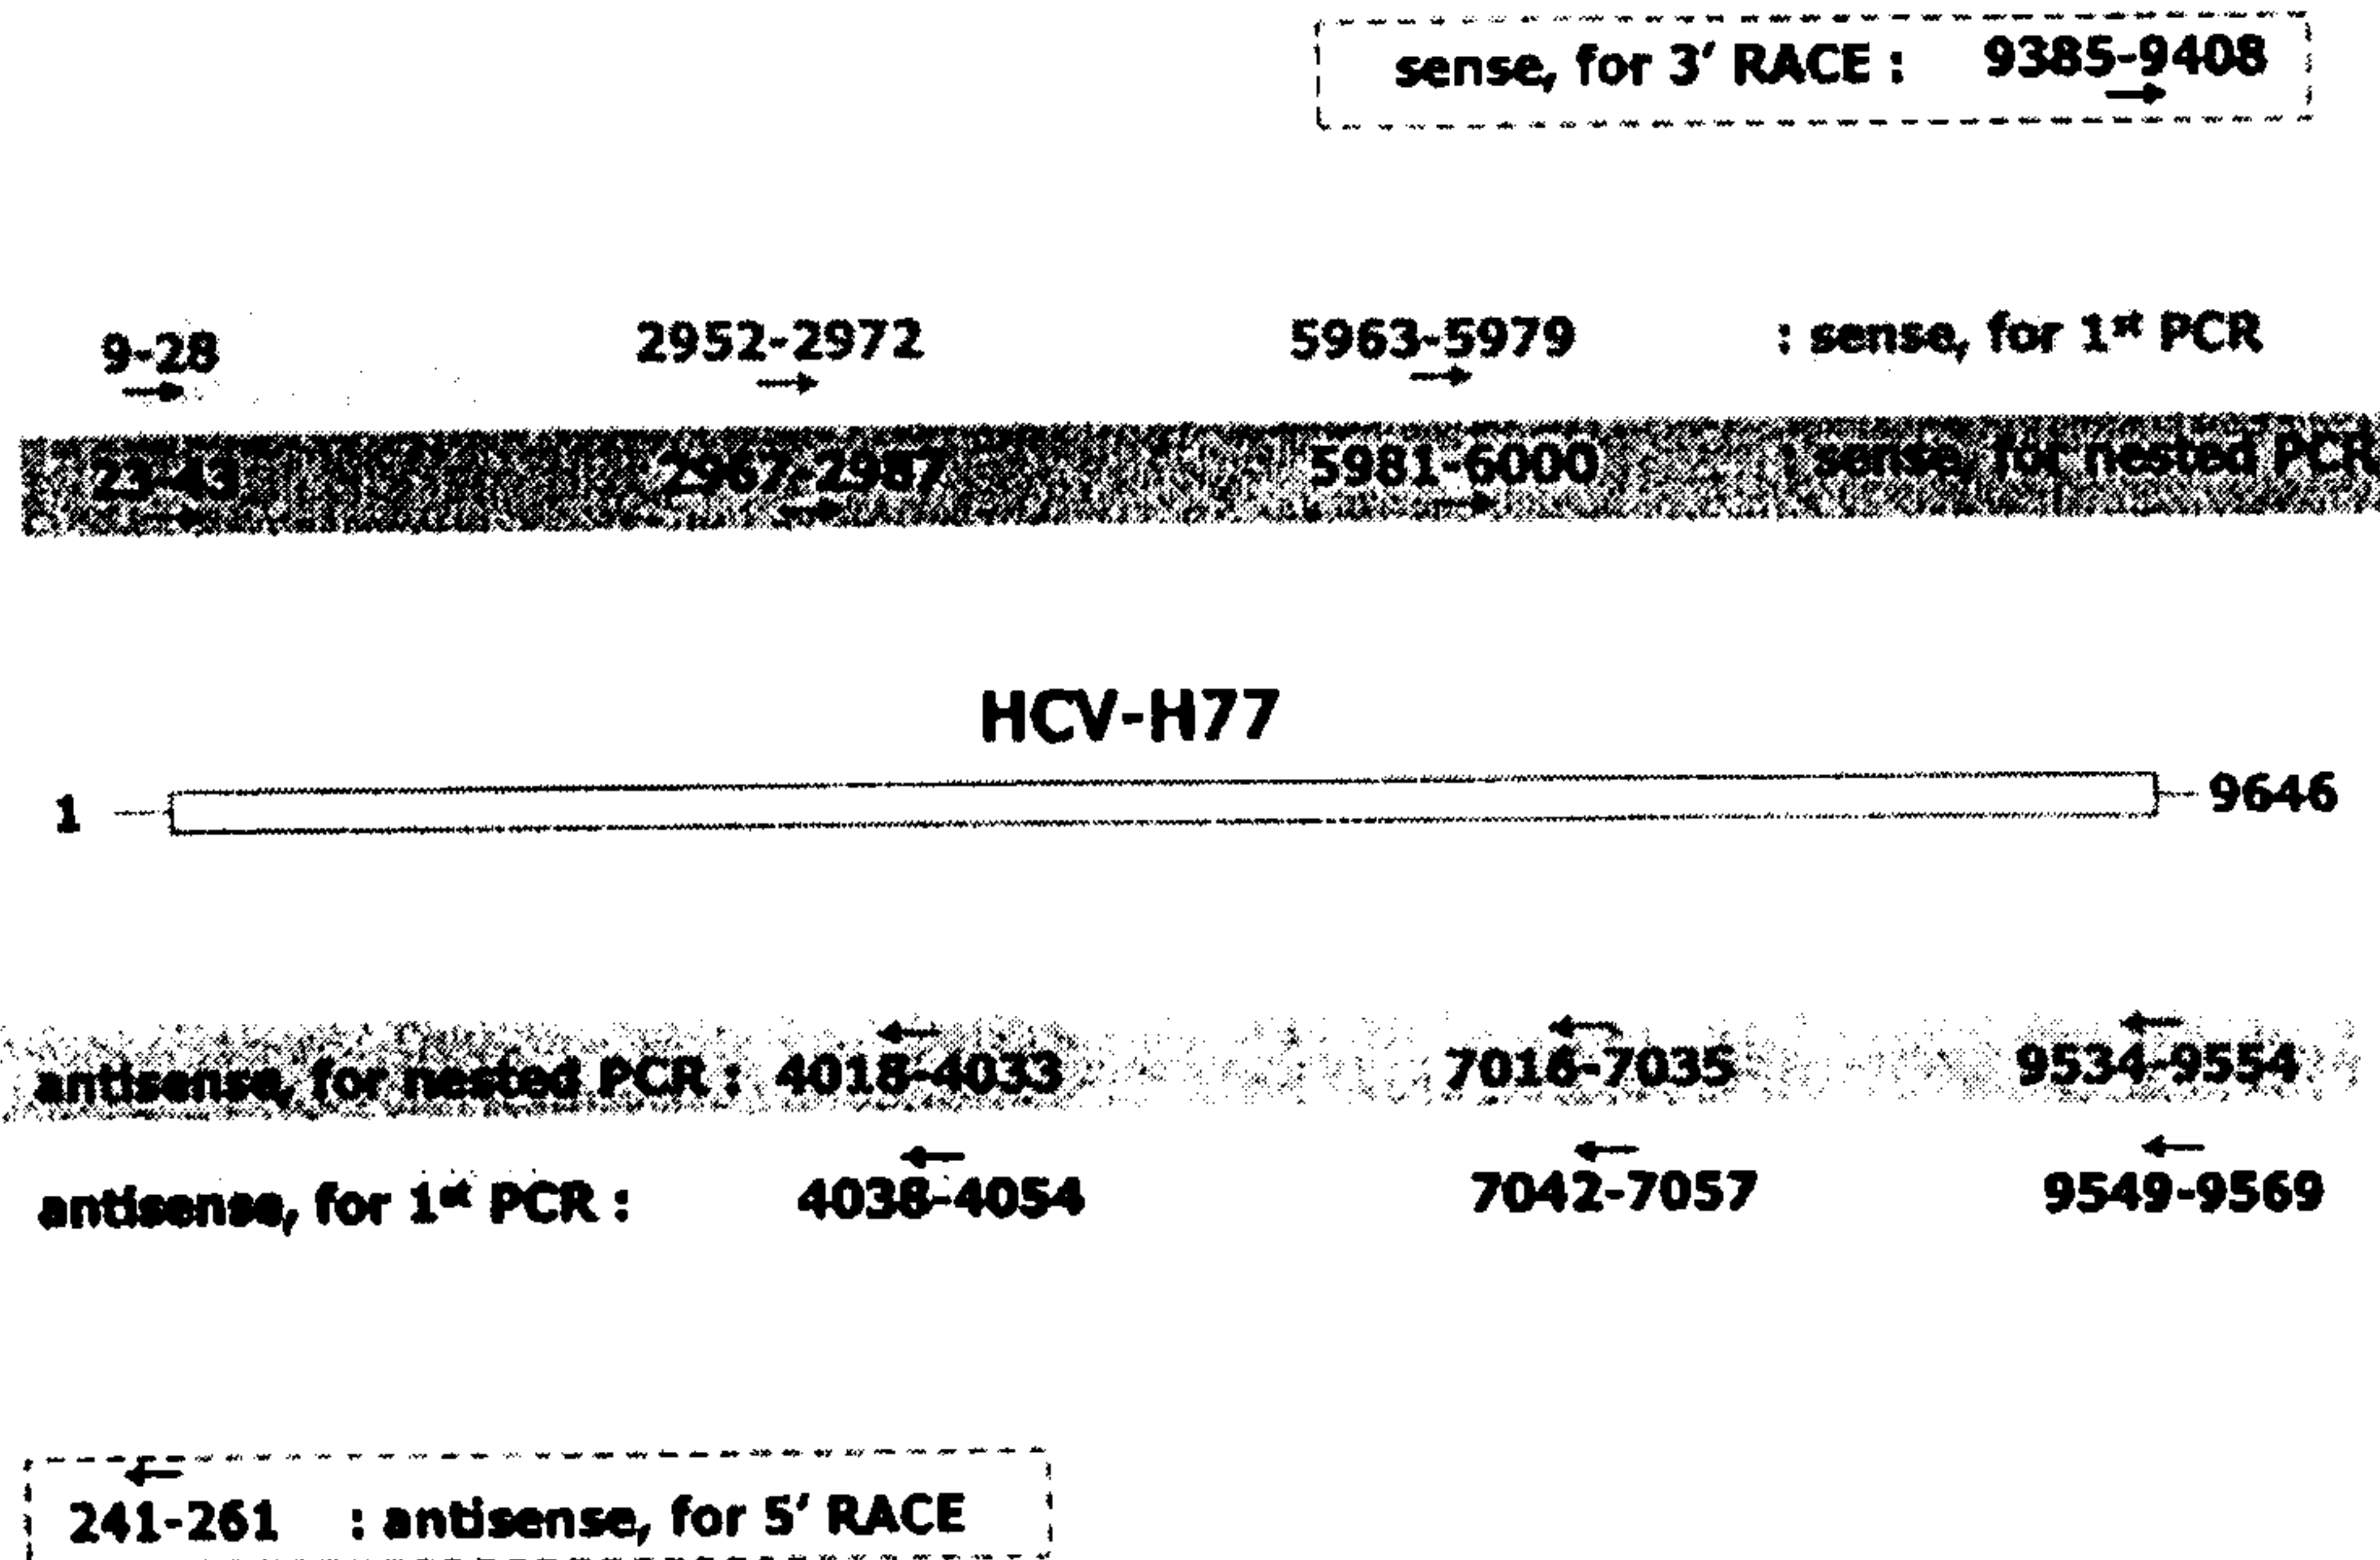 sense, for 3' RACE : 9385-9408
9-28 2952-2972 5963-5979 : sense, for 1st PCR
23-43 2967-2987 5981-6000 : sense, for nested PCR
HCV-H77
1 9646
antisense, for nested PCR : 4018-4033 7016-7035 9534-9554
antisense, for 1st PCR : 4038-4054 7042-7057 9549-9569
241-261 : antisense, for 5' RACE